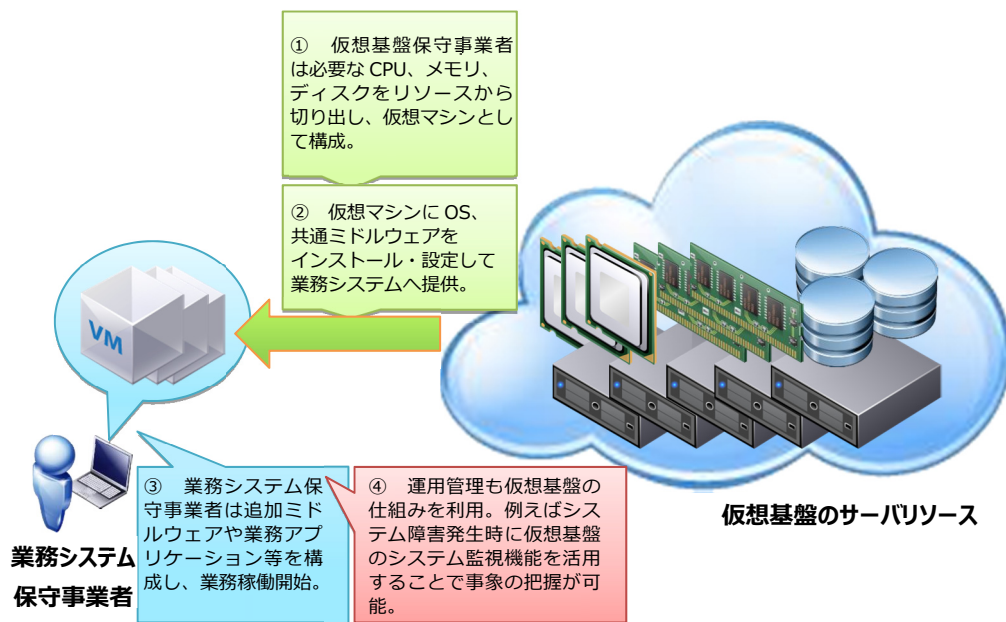 ① 仮想基盤保守事業者
は必要な CPU、メモリ、
ディスクをリソースから
切り出し、仮想マシンとし
て構成。
② 仮想マシンに OS、
共通ミドルウェアを
インストール・設定して
業務システムへ提供。
VM
③ 業務システム保
守事業者は追加ミド
ルウェアや業務アプ
リケーション等を構
成し、業務稼働開始。
④ 運用管理も仮想基盤の
仕組みを利用。例えばシス
テム障害発生時に仮想基盤
のシステム監視機能を活用
することで事象の把握が可
能。
仮想基盤のサーバリソース
業務システム
保守事業者